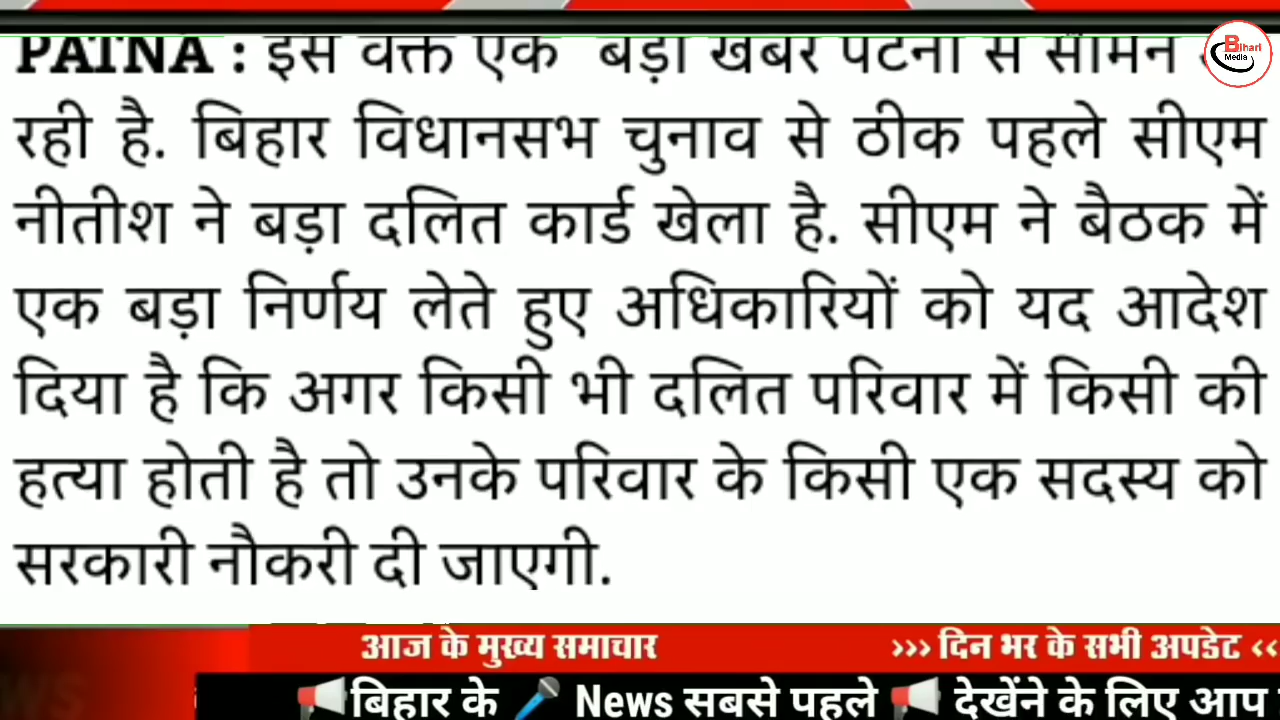 PATNA : इस वक्त एक बड़ी खबर पटना से सामने
रही है. बिहार विधानसभ चुनाव से ठीक पहले सीएम
नीतीश ने बड़ा दलित कार्ड खेला है. सीएम ने बैठक में
एक बड़ा निर्णय लेते हुए अधिकारियों को यद आदेश
दिया है कि अगर किसी भी दलित परिवार में किसी की
हत्या होती है तो उनके परिवार के किसी एक सदस्य को
सरकारी नौकरी दी जाएगी.
Bihari
Media
आज के मुख्य समाचार >>> दिन भर के सभी अपडेट <<
बिहार के News सबसे पहले देखेंने के लिए आप